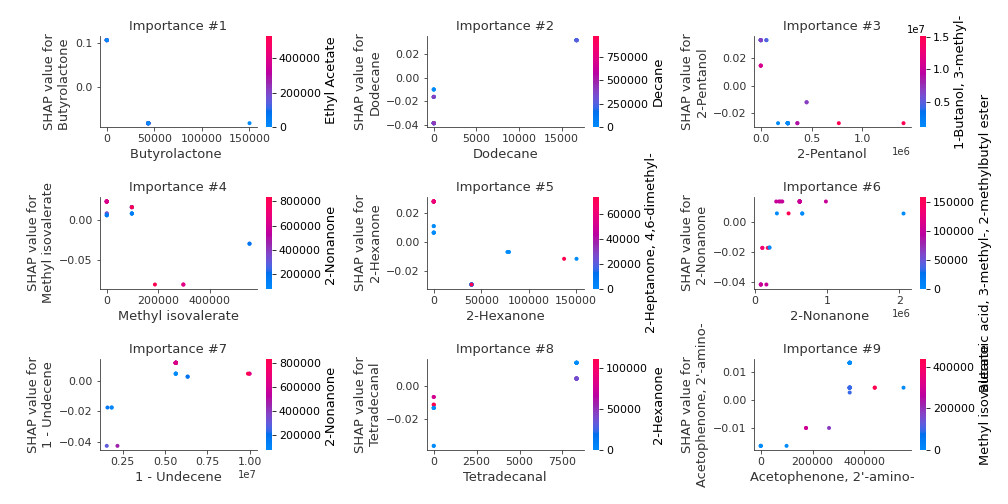 Importance #1
SHAP value for
Butyrolactone
0.1
0.0
0
50000
100000
150000
Butyrolactone
400000
200000
0
Ethyl Acetate
Importance #2
SHAP value for
Dodecane
0.02
0.00
−0.02
−0.04
0
5000
10000
15000
Dodecane
750000
500000
250000
0
Decane
Importance #3
SHAP value for
2-Pentanol
0.02
0.00
−0.02
0.0
0.5
1.0
1e6
2-Pentanol
1e7
1.5
1.0
0.5
1-Butanol, 3-methyl-
Importance #4
SHAP value for
Methyl isovalerate
0.00
−0.05
0
200000
400000
Methyl isovalerate
800000
600000
400000
200000
2-Nonanone
Importance #5
SHAP value for
2-Hexanone
0.02
0.00
−0.02
0
50000
100000
150000
2-Hexanone
60000
40000
20000
0
2-Heptanone, 4,6-dimethyl-
Importance #6
SHAP value for
2-Nonanone
0.00
−0.02
−0.04
0
1
2
1e6
2-Nonanone
150000
100000
50000
0
acid, 3-methyl-, 2-methylbutyl ester
Importance #7
SHAP value for
1 - Undecene
0.00
−0.02
−0.04
0.25
0.50
0.75
1.00
1e7
1 - Undecene
800000
600000
400000
200000
2-Nonanone
Importance #8
SHAP value for
Tetradecanal
0.00
−0.02
0
2500
5000
7500
Tetradecanal
100000
50000
0
2-Hexanone
Importance #9
SHAP value for
Acetophenone, 2'-amino-
0.01
0.00
−0.01
0
200000
400000
Acetophenone, 2'-amino-
400000
200000
0
Methyl